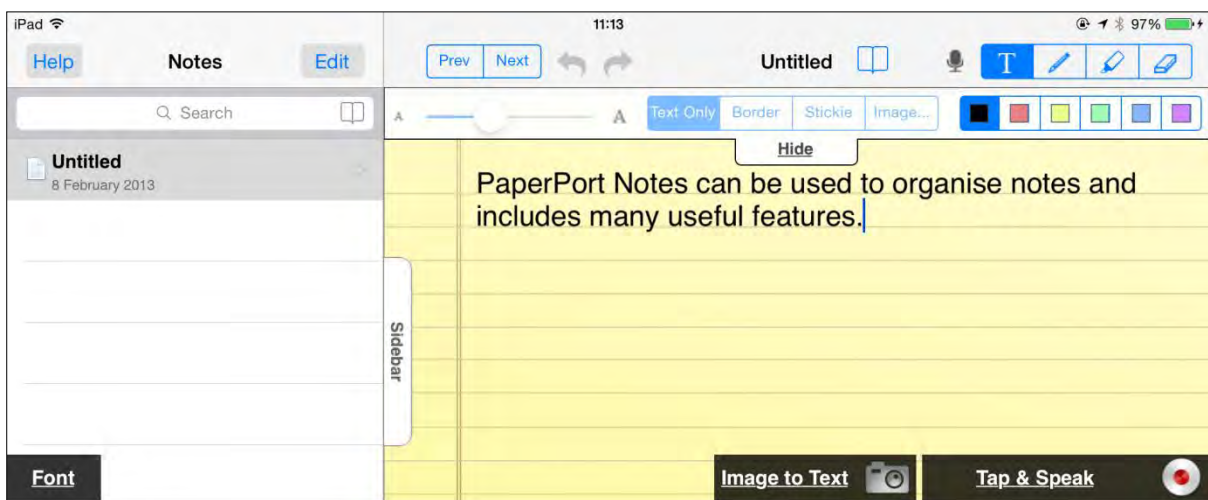 iPad 11:13 97%
Help Notes Edit Prev Next Untitled T
Search A A Text Only Border Stickie Image...
Hide
Untitled
8 February 2013
PaperPort Notes can be used to organise notes and
includes many useful features.
Sidebar
Font Image to Text Tap & Speak